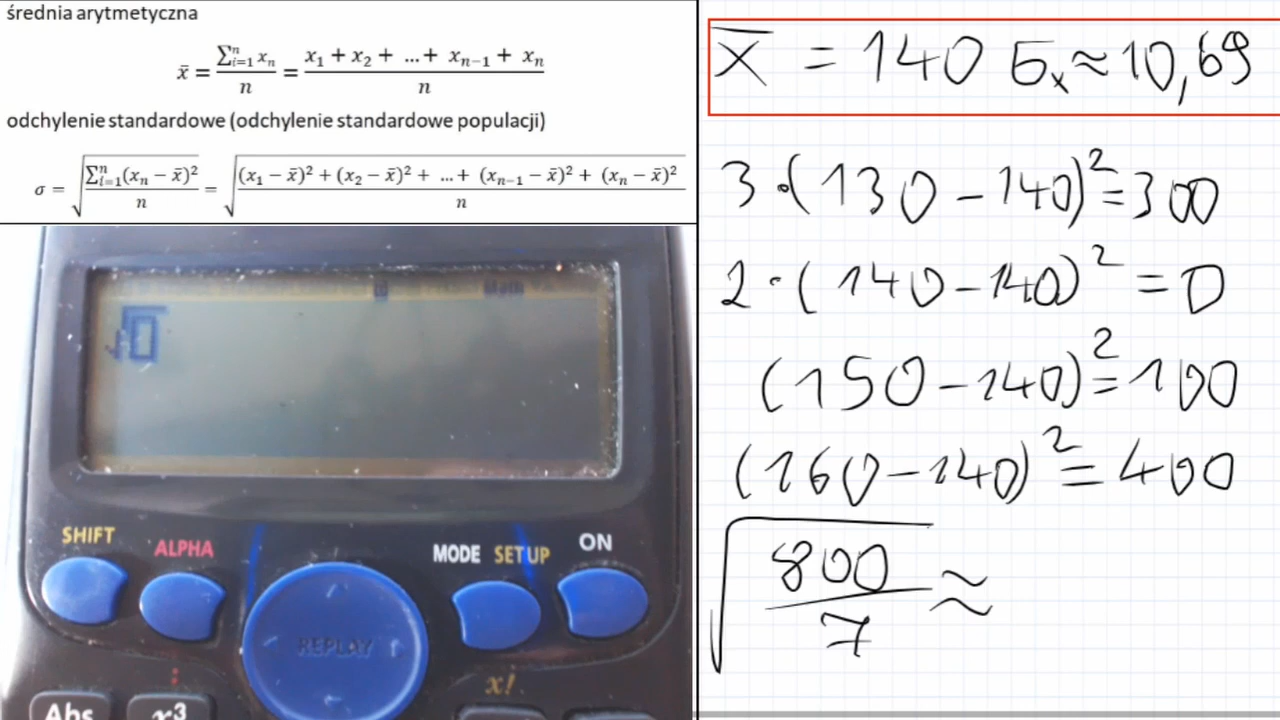 średnia arytmetyczna
x̄ = ∑ⁿᵢ₌₁ xₙ / n = x₁ + x₂ + ... + xₙ₋₁ + xₙ / n
odchylenie standardowe (odchylenie standardowe populacji)
σ = √(∑ⁿᵢ₌₁(xₙ − x̄)² / n) = √((x₁ − x̄)² + (x₂ − x̄)² + ... + (xₙ₋₁ − x̄)² + (xₙ − x̄)² / n)
√
SHIFT
ALPHA
MODE SETUP
ON
REPLAY
:
x!
Abs
x³
x̄ = 140 σₓ ≈ 10,69
3·(130 − 140)² = 300
2·(140 − 140)² = 0
(150 − 140)² = 100
(160 − 140)² = 400
√(800/7) ≈